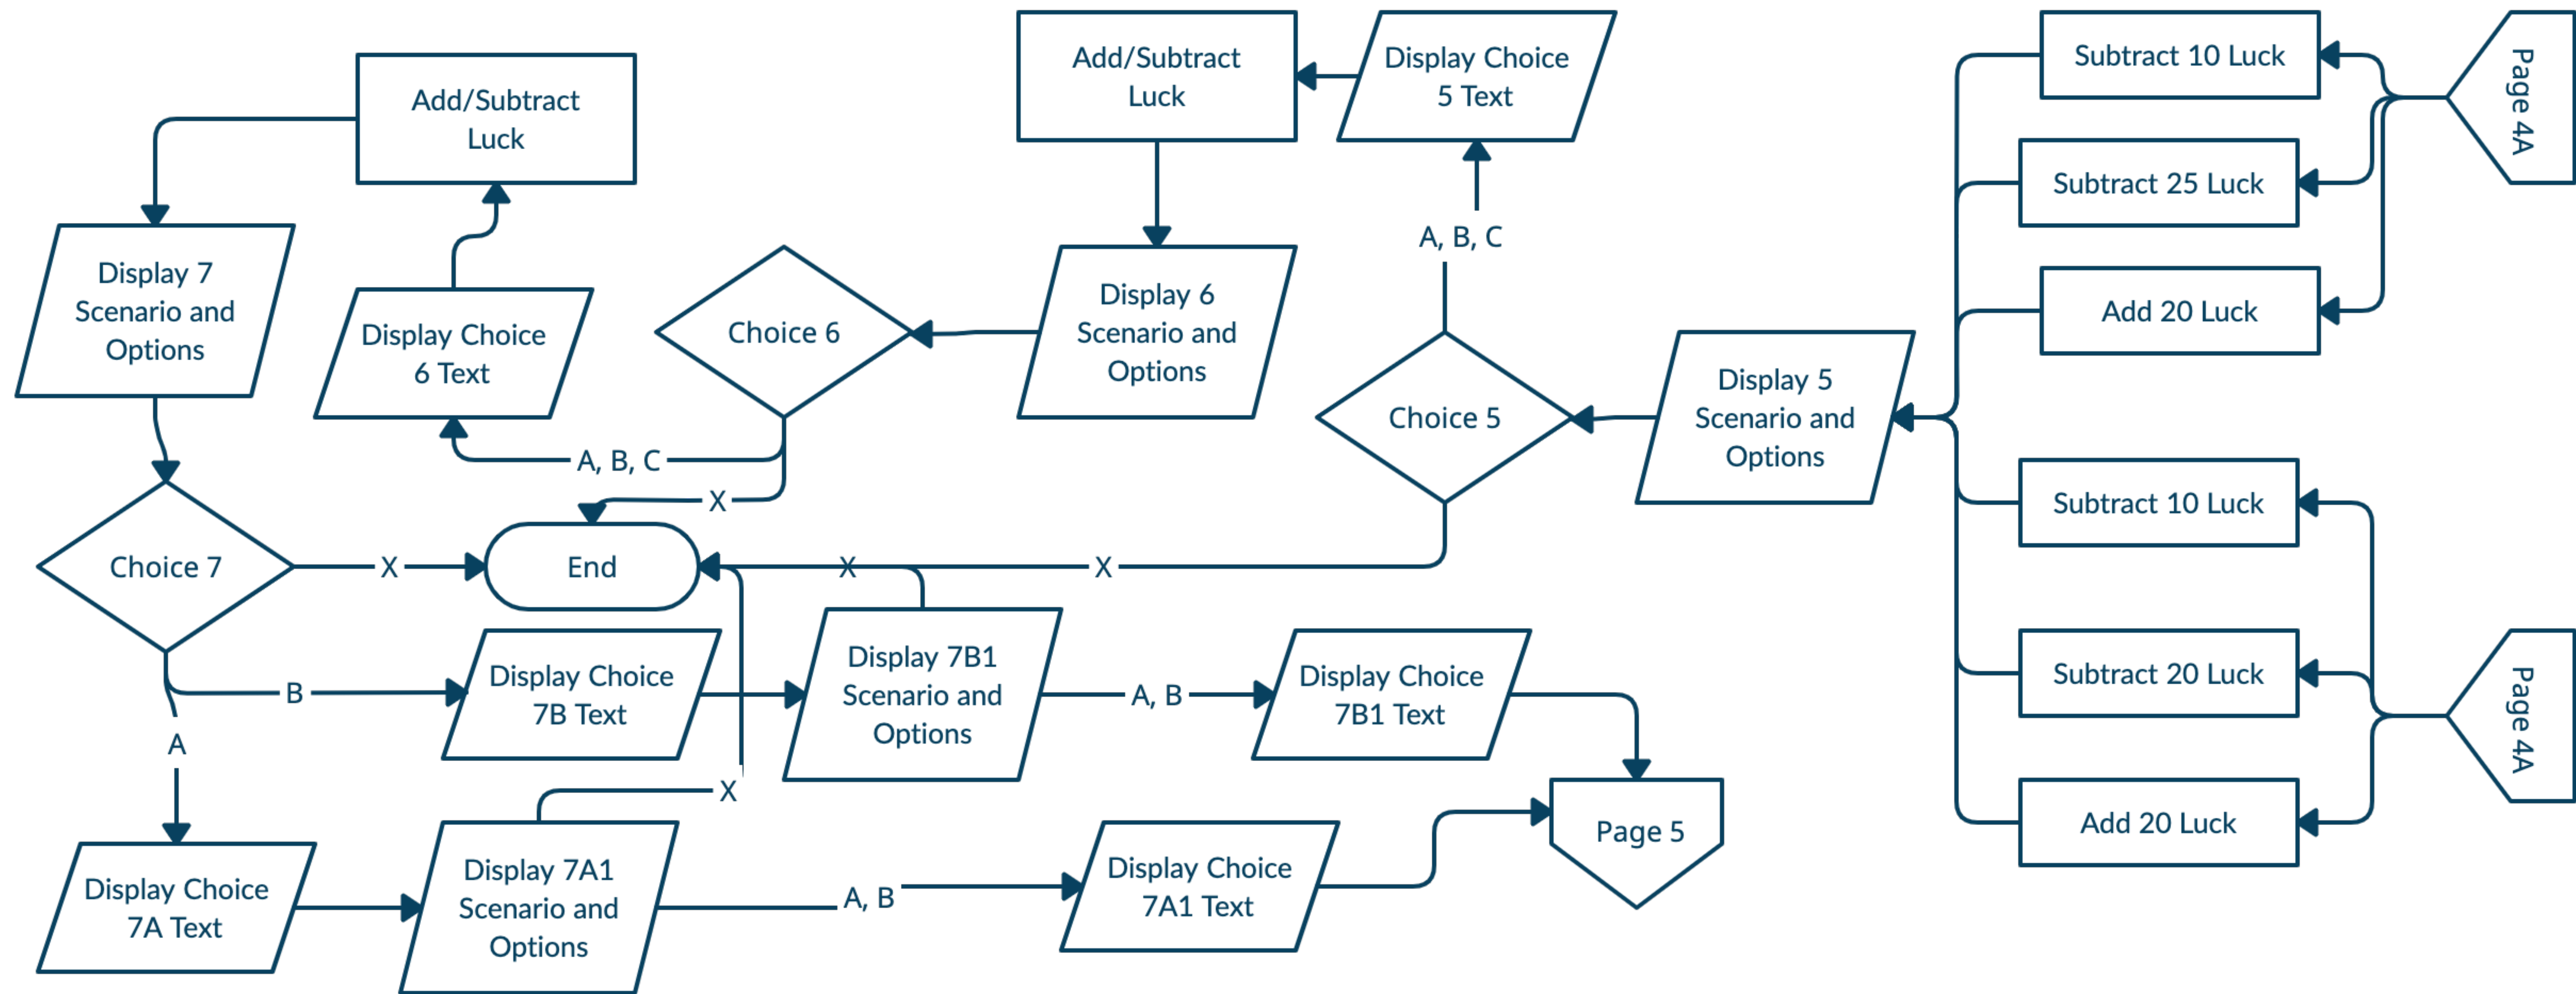 Add/Subtract
Luck
Display 7
Scenario and
Options
Display Choice
6 Text
Choice 6
A, B, C
X
Choice 7
X
End
B
A
Display Choice
7A Text
Display 7A1
Scenario and
Options
X
A, B
Display Choice
7B Text
Display 7B1
Scenario and
Options
X
A, B
Display Choice
7B1 Text
Display Choice
7A1 Text
Page 5
Add/Subtract
Luck
Display Choice
5 Text
A, B, C
Display 6
Scenario and
Options
Choice 5
X
Display 5
Scenario and
Options
Subtract 10 Luck
Subtract 25 Luck
Add 20 Luck
Page 4A
Subtract 10 Luck
Subtract 20 Luck
Add 20 Luck
Page 4A